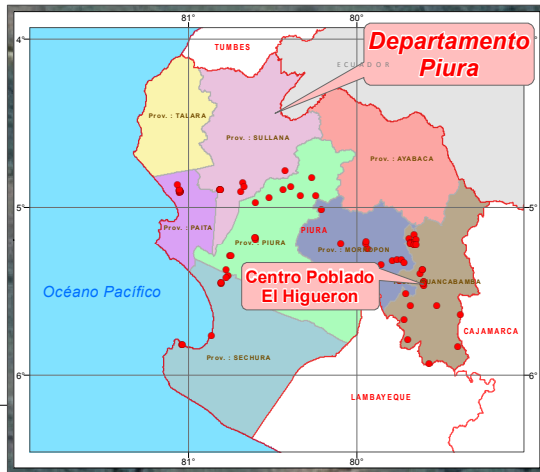 81°
80°
4°
4°
TUMBES
Departamento
Piura
ECUADOR
Prov. : TALARA
Prov. : SULLANA
Prov. : AYABACA
5°
5°
Prov. : PAITA
Prov. : PIURA
PIURA
Prov. : MORROPON
Océano Pacífico
Centro Poblado
El Higueron
HUANCABAMBA
CAJAMARCA
Prov. : SECHURA
6°
6°
LAMBAYEQUE
81°
80°